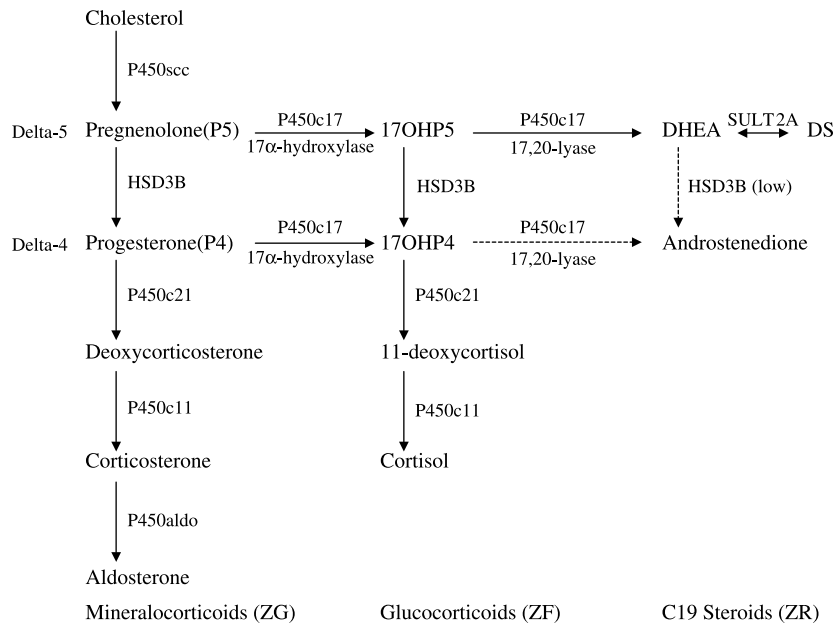 Cholesterol
P450scc
Delta-5 Pregnenolone(P5) P450c17 17OHP5 P450c17 DHEA SULT2A DS
17α-hydroxylase 17,20-lyase
HSD3B HSD3B HSD3B (low)
Delta-4 Progesterone(P4) P450c17 17OHP4 P450c17 Androstenedione
17α-hydroxylase 17,20-lyase
P450c21 P450c21
Deoxycorticosterone 11-deoxycortisol
P450c11 P450c11
Corticosterone Cortisol
P450aldo
Aldosterone
Mineralocorticoids (ZG) Glucocorticoids (ZF) C19 Steroids (ZR)